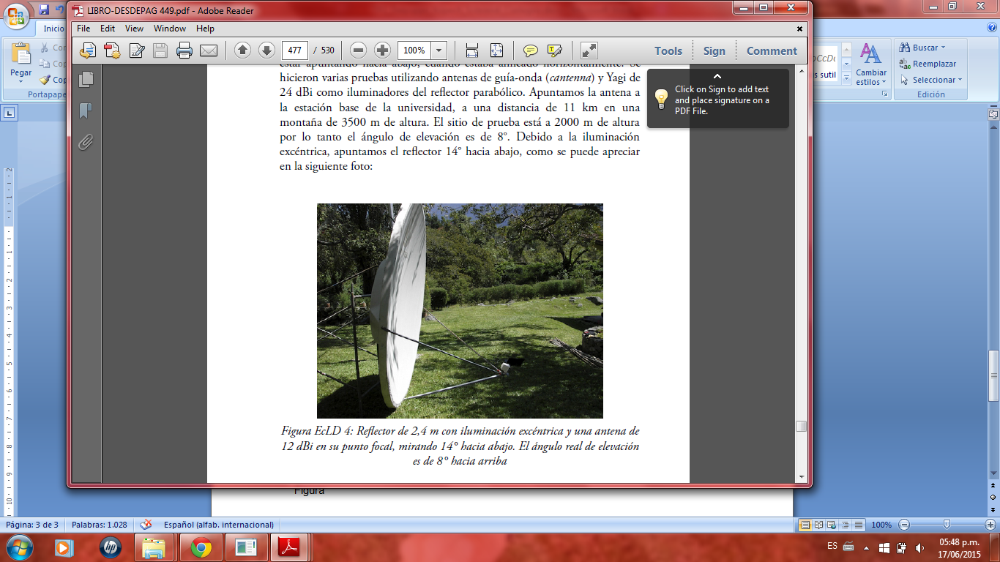 LIBRO-DESDEPAG 449.pdf - Adobe Reader
Inicio
File Edit View Window Help
477 / 530 100% Tools Sign Comment
Pegar
Cop
Portapape
Click on Sign to add text
and place signature on a
PDF File.
Cambiar
estilos
Buscar
Reemplazar
Seleccionar
Edición
estar apuntando hacia abajo, cuando estaba alineado horizontalmente. Se
hicieron varias pruebas utilizando antenas de guía-onda (cantenna) y Yagi de
24 dBi como iluminadores del reflector parabólico. Apuntamos la antena a
la estación base de la universidad, a una distancia de 11 km en una
montaña de 3500 m de altura. El sitio de prueba está a 2000 m de altura
por lo tanto el ángulo de elevación es de 8°. Debido a la iluminación
excéntrica, apuntamos el reflector 14° hacia abajo, como se puede apreciar
en la siguiente foto:
Figura EcLD 4: Reflector de 2,4 m con iluminación excéntrica y una antena de
12 dBi en su punto focal, mirando 14° hacia abajo. El ángulo real de elevación
es de 8° hacia arriba
Figura
Página: 3 de 3 Palabras: 1.028 Español (alfab. internacional) 100%
ES 05:48 p.m.
17/06/2015